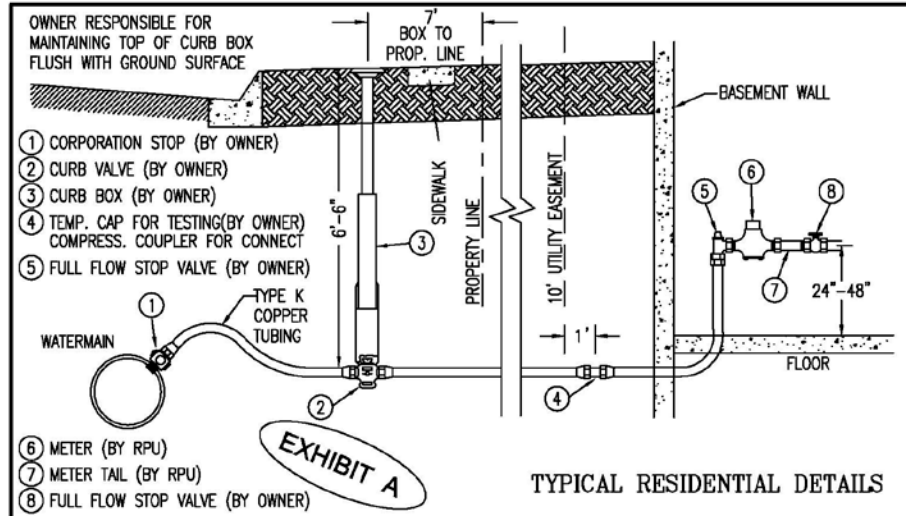 OWNER RESPONSIBLE FOR
MAINTAINING TOP OF CURB BOX
FLUSH WITH GROUND SURFACE
7'
BOX TO
PROP. LINE
BASEMENT WALL
1 CORPORATION STOP (BY OWNER)
2 CURB VALVE (BY OWNER)
3 CURB BOX (BY OWNER)
4 TEMP. CAP FOR TESTING(BY OWNER)
COMPRESS. COUPLER FOR CONNECT
5 FULL FLOW STOP VALVE (BY OWNER)
6'-6"
3
SIDEWALK
PROPERTY LINE
10' UTILITY EASEMENT
5
6
8
7
24"-48"
1
TYPE K
COPPER
TUBING
WATERMAIN
1'
FLOOR
2
4
EXHIBIT A
6 METER (BY RPU)
7 METER TAIL (BY RPU)
8 FULL FLOW STOP VALVE (BY OWNER)
TYPICAL RESIDENTIAL DETAILS